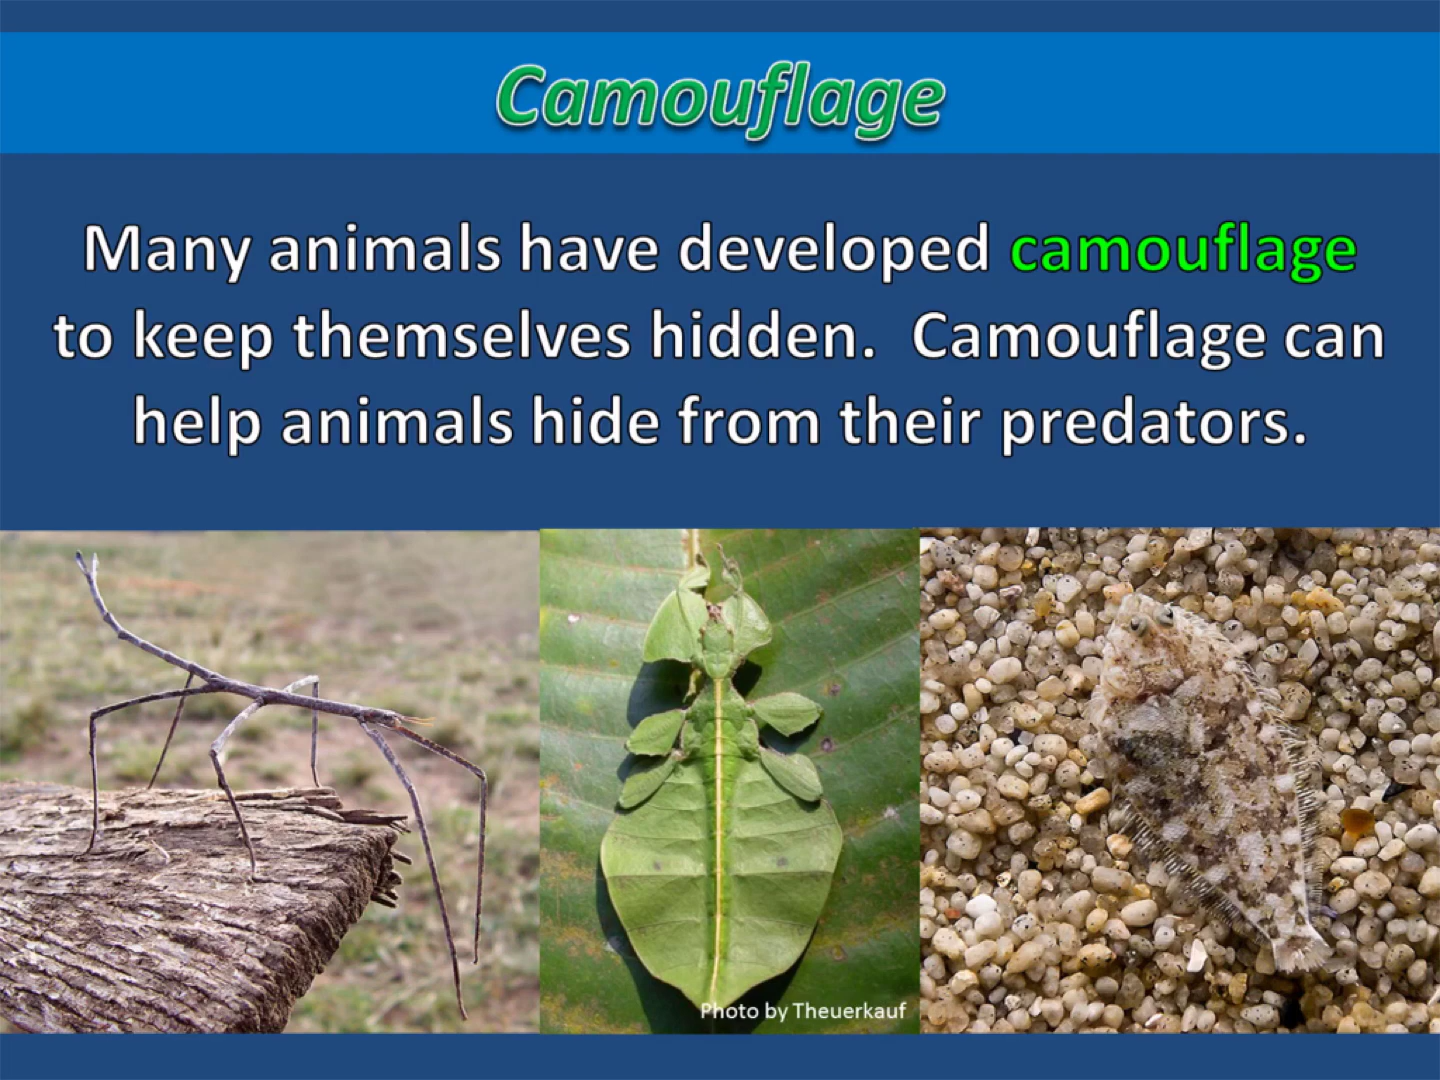 Camouflage
Many animals have developed camouflage
to keep themselves hidden.  Camouflage can
help animals hide from their predators.
Photo by Theuerkauf